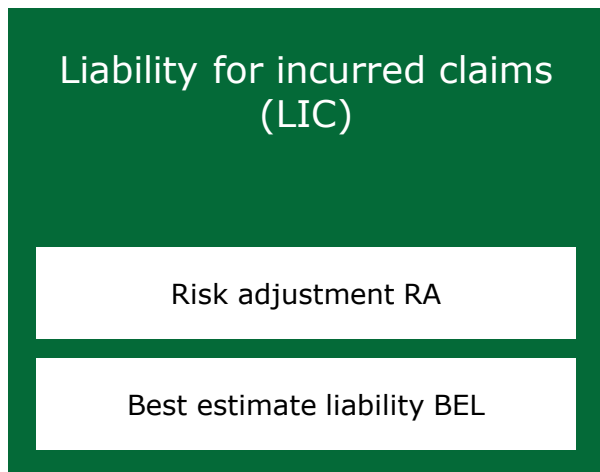 Liability for incurred claims
(LIC)
Risk adjustment RA
Best estimate liability BEL